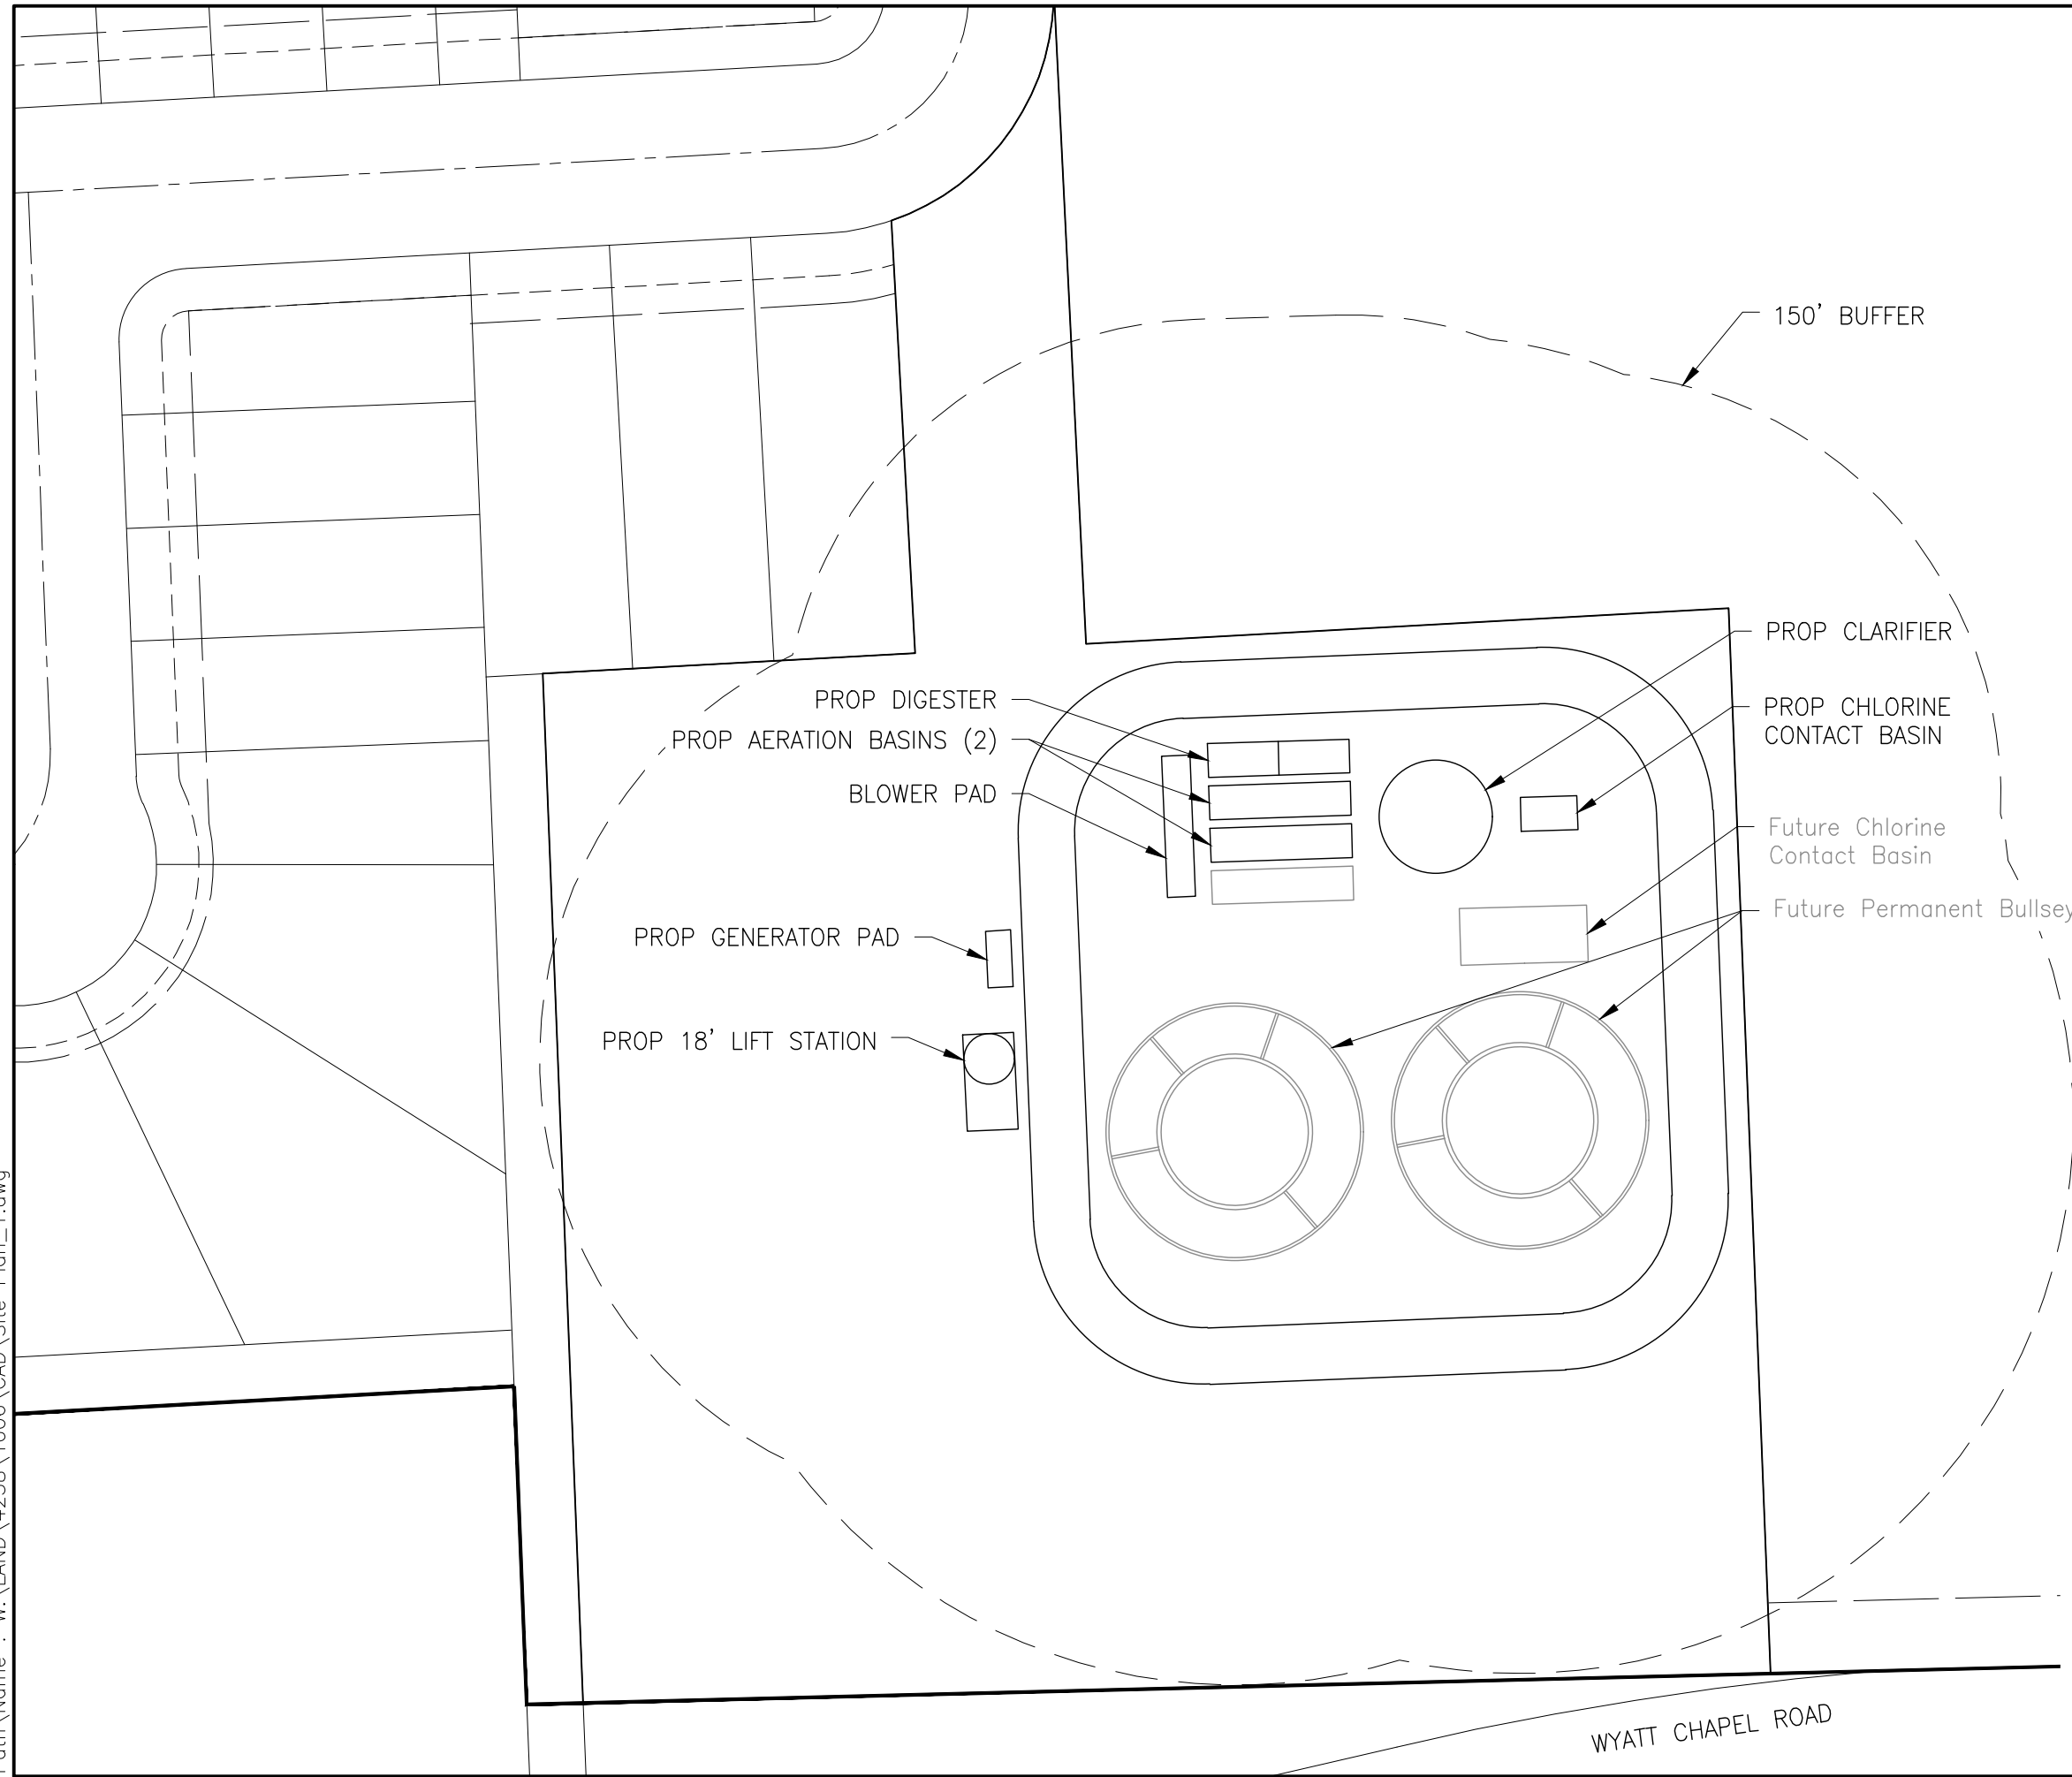 150' BUFFER
PROP CLARIFIER
PROP DIGESTER
PROP CHLORINE
CONTACT BASIN
PROP AERATION BASINS (2)
BLOWER PAD
Future Chlorine
Contact Basin
Future Permanent Bullsey
PROP GENERATOR PAD
PROP 18' LIFT STATION
WYATT CHAPEL ROAD